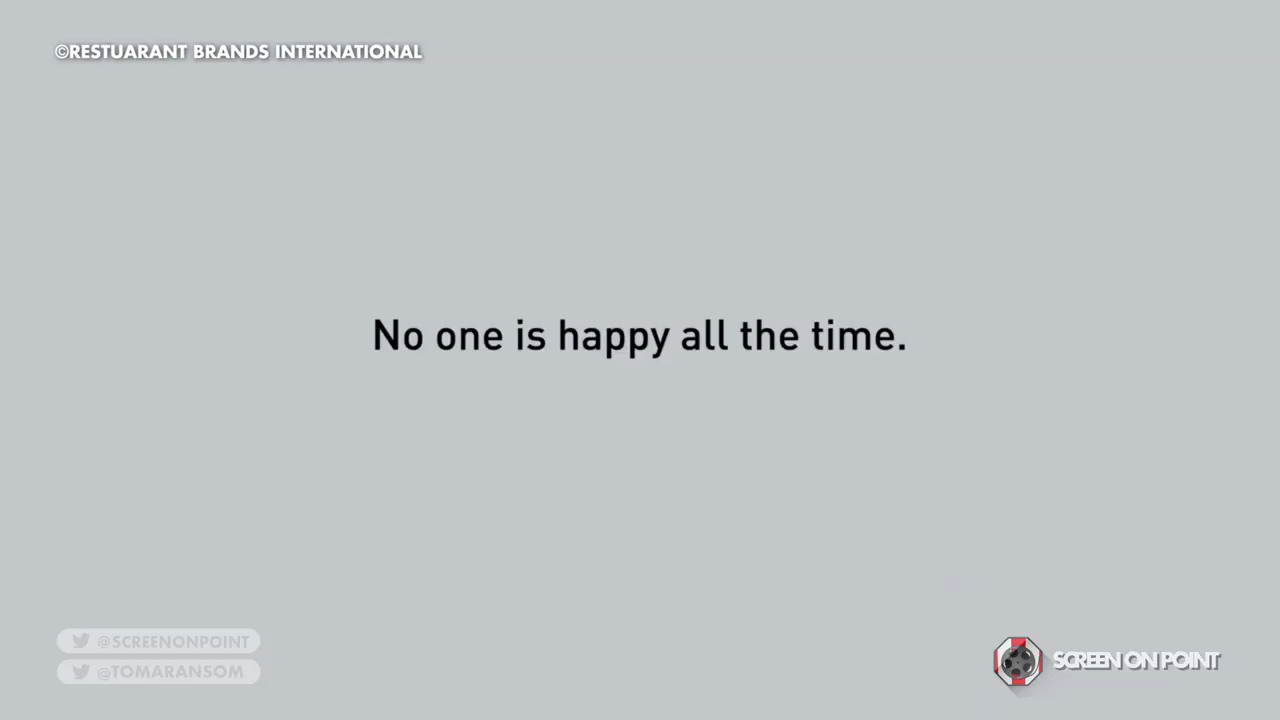 ©RESTUARANT BRANDS INTERNATIONAL
No one is happy all the time.
@SCREENONPOINT
@TOMARANSOM
SCREEN ON POINT